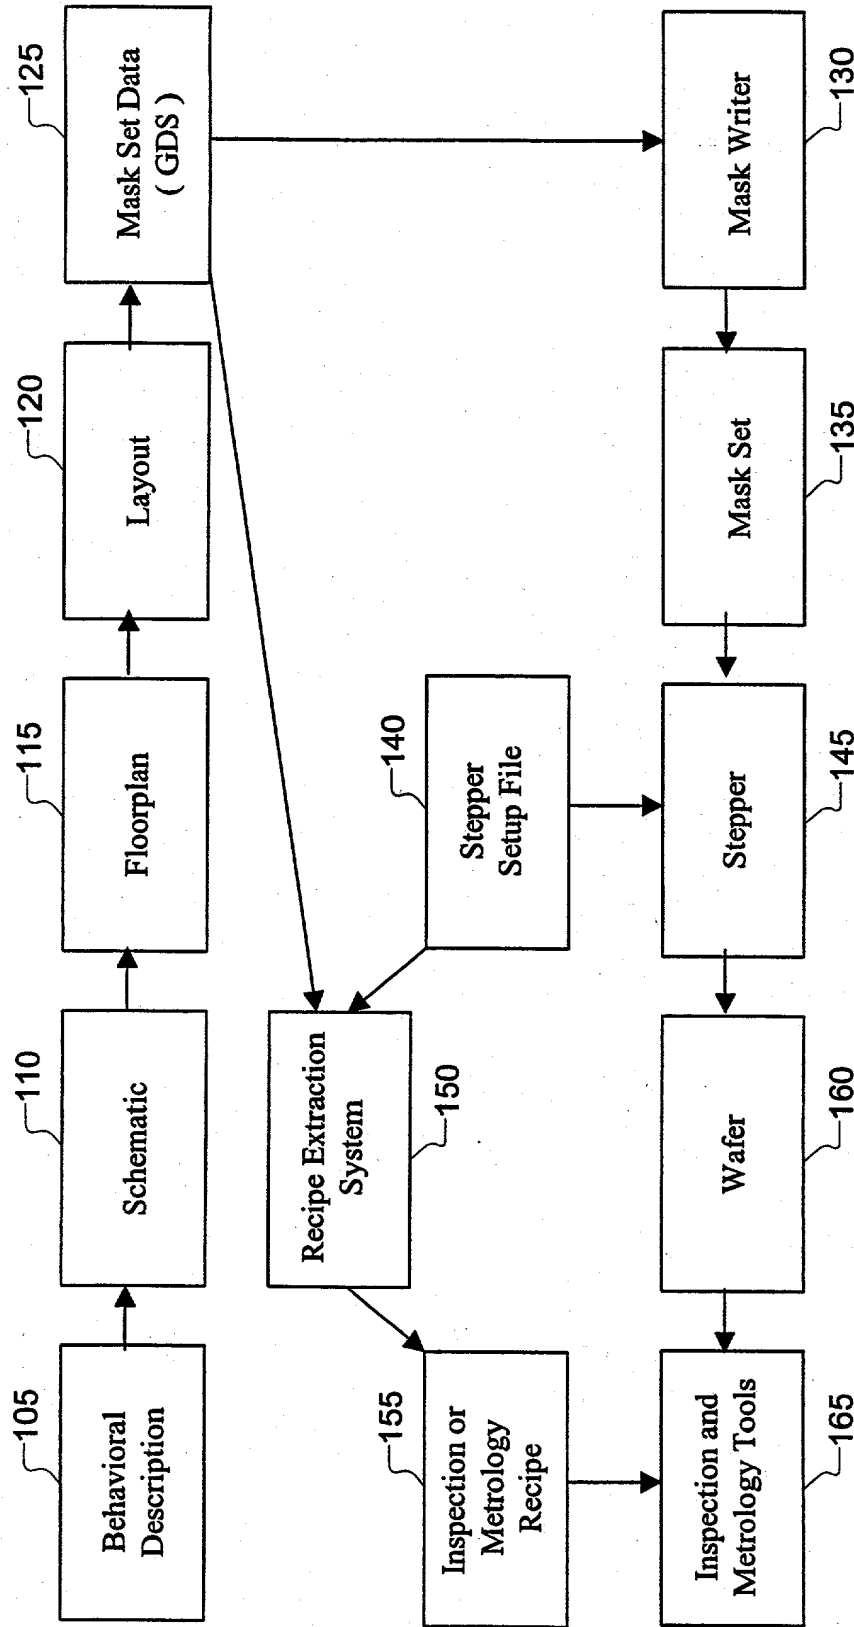 105
Behavioral
Description
110
Schematic
115
Floorplan
120
Layout
125
Mask Set Data
( GDS )
Recipe Extraction
System
150
155
Inspection or
Metrology
Recipe
140
Stepper
Setup File
Inspection and
Metrology Tools
165
Wafer
160
Stepper
145
Mask Set
135
Mask Writer
130